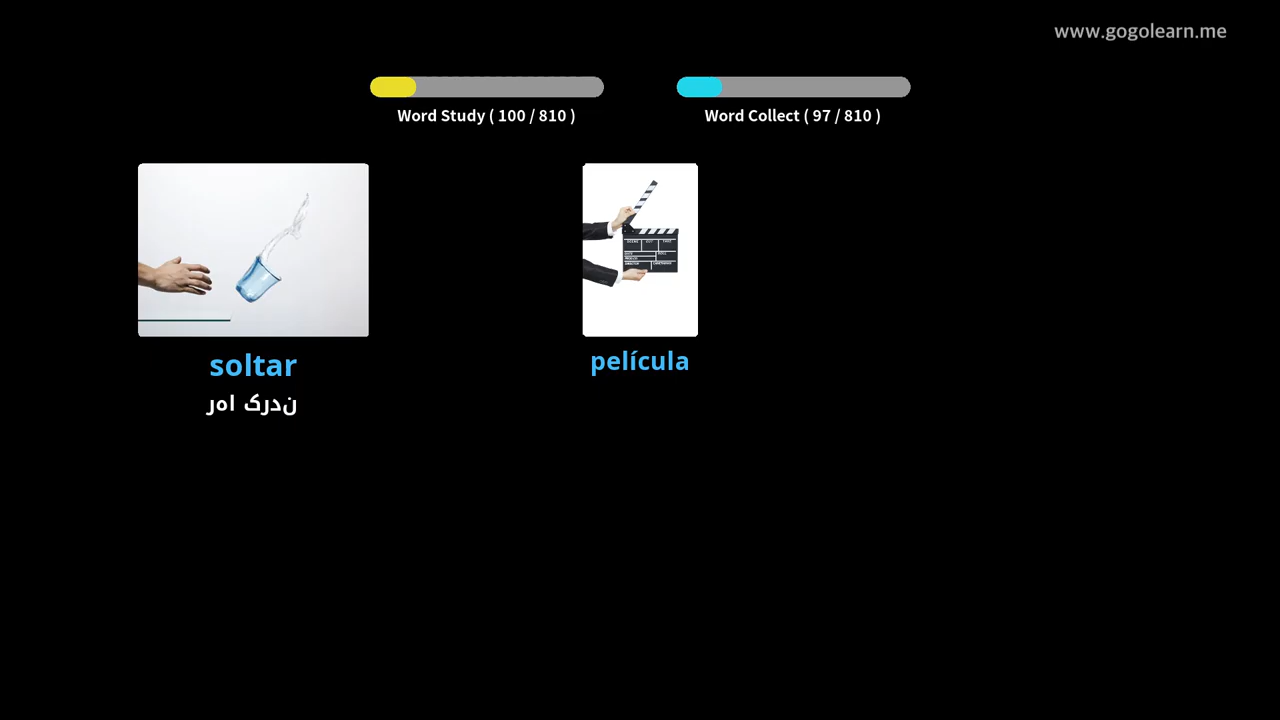 www.gogolearn.me
Word Study ( 100 / 810 )
Word Collect ( 97 / 810 )
soltar
ندرک اهر
película